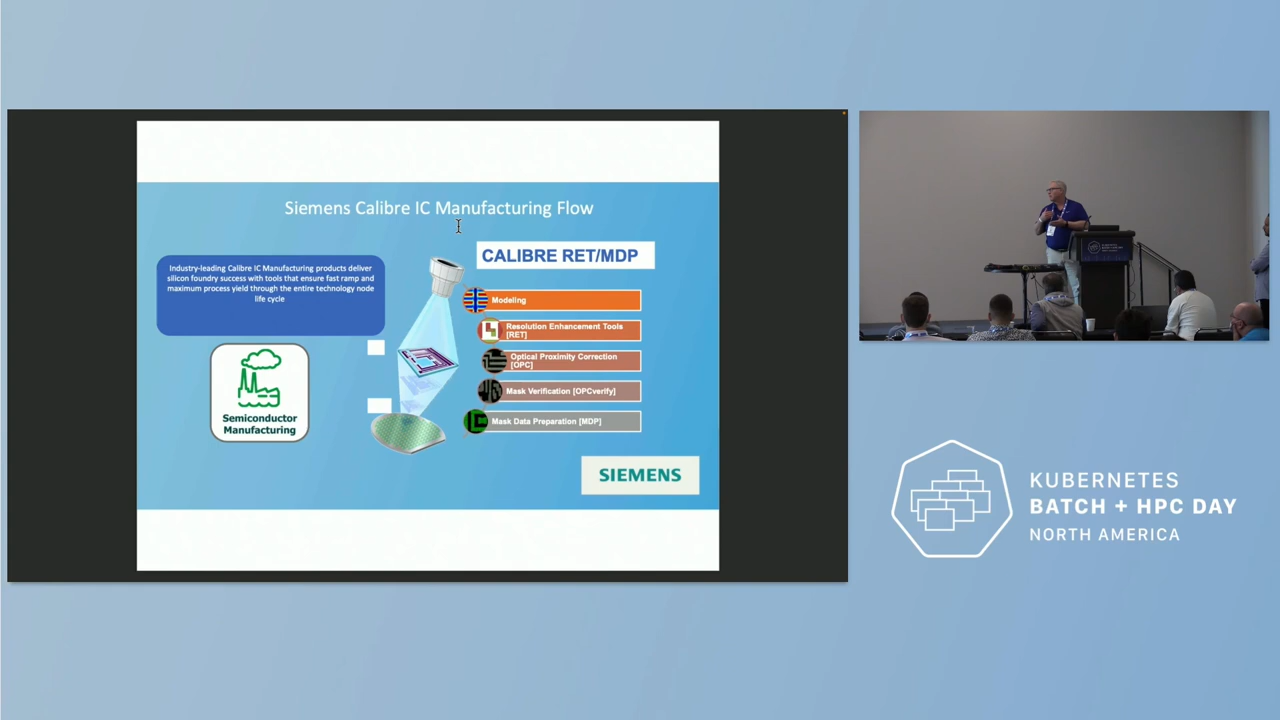 Siemens Calibre IC Manufacturing Flow
Industry-leading Calibre IC Manufacturing products deliver
silicon foundry success with tools that ensure fast ramp and
maximum process yield through the entire technology node
life cycle
Semiconductor
Manufacturing
CALIBRE RET/MDP
Modeling
Resolution Enhancement Tools
[RET]
Optical Proximity Correction
[OPC]
Mask Verification [OPCverify]
Mask Data Preparation [MDP]
SIEMENS
KUBERNETES
BATCH + HPC DAY
NORTH AMERICA